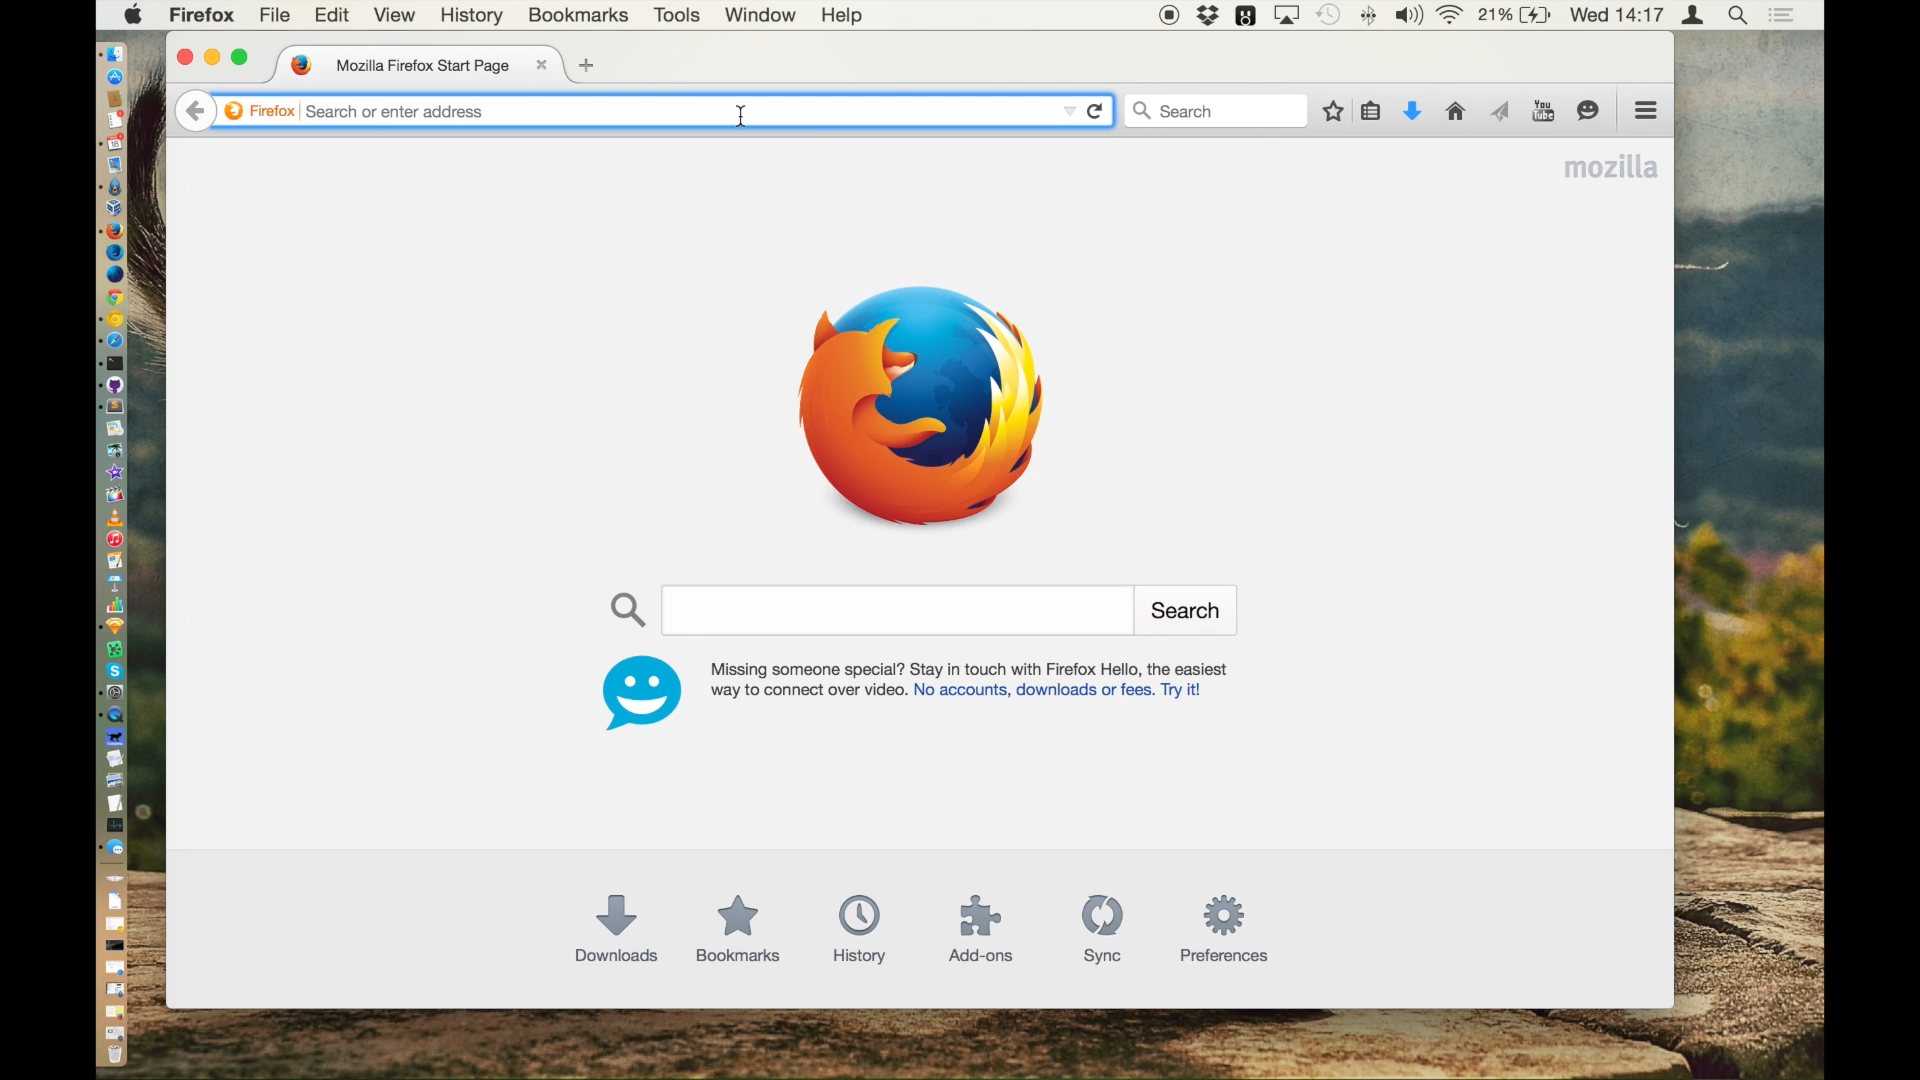 Firefox File Edit View History Bookmarks Tools Window Help 21% Wed 14:17
Mozilla Firefox Start Page
Firefox Search or enter address Search You Tube
mozilla
Search
Missing someone special? Stay in touch with Firefox Hello, the easiest
way to connect over video. No accounts, downloads or fees. Try it!
Downloads Bookmarks History Add-ons Sync Preferences